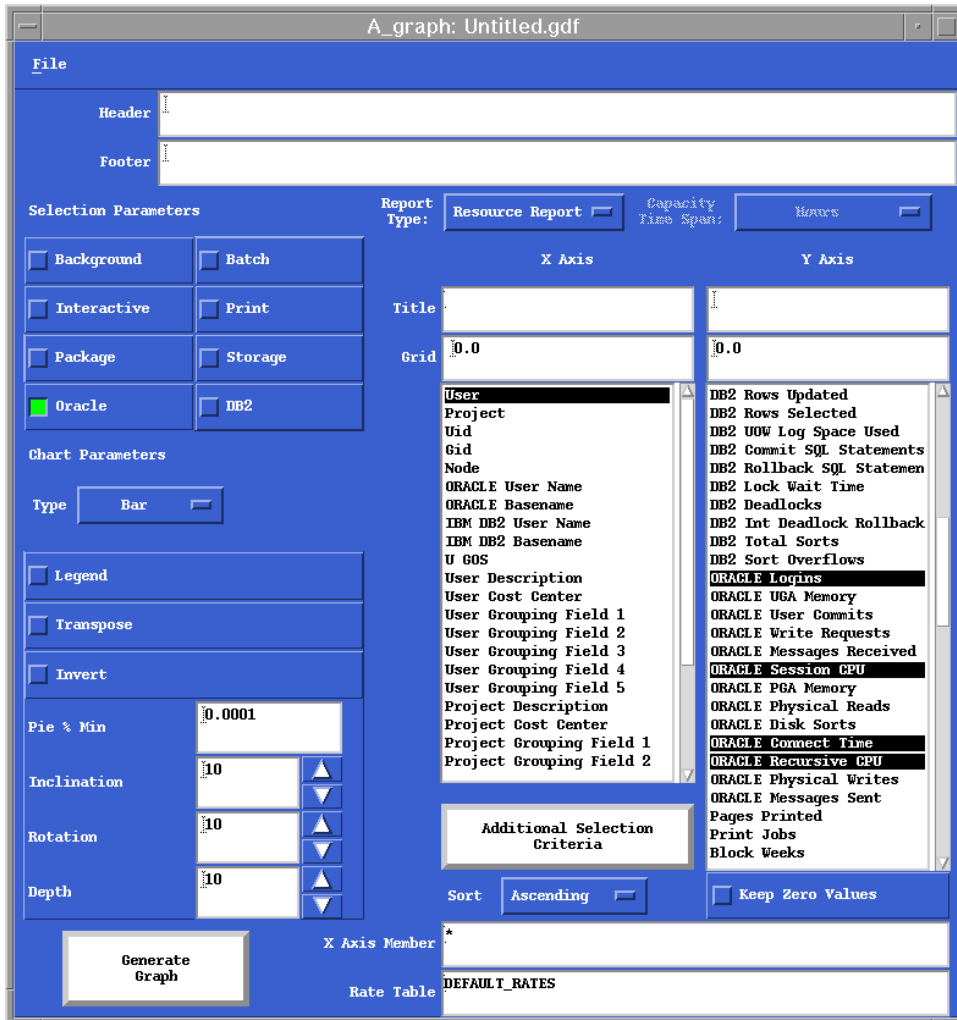 A_graph: Untitled.gdf
File
Header
Footer
Selection Parameters
Report Type:
Resource Report
Capacity Time Span:
Hours
Background
Batch
Interactive
Print
Package
Storage
Oracle
DB2
X Axis
Y Axis
Title
Grid
0.0
0.0
Chart Parameters
Type
Bar
Legend
Transpose
Invert
Pie % Min
0.0001
Inclination
10
Rotation
10
Depth
10
Generate
Graph
User
Project
Uid
Gid
Node
ORACLE User Name
ORACLE Basename
IBM DB2 User Name
IBM DB2 Basename
U GOS
User Description
User Cost Center
User Grouping Field 1
User Grouping Field 2
User Grouping Field 3
User Grouping Field 4
User Grouping Field 5
Project Description
Project Cost Center
Project Grouping Field 1
Project Grouping Field 2
DB2 Rows Updated
DB2 Rows Selected
DB2 UOW Log Space Used
DB2 Commit SQL Statements
DB2 Rollback SQL Statemen
DB2 Lock Wait Time
DB2 Deadlocks
DB2 Int Deadlock Rollback
DB2 Total Sorts
DB2 Sort Overflows
ORACLE Logins
ORACLE UGA Memory
ORACLE User Commits
ORACLE Write Requests
ORACLE Messages Received
ORACLE Session CPU
ORACLE PGA Memory
ORACLE Physical Reads
ORACLE Disk Sorts
ORACLE Connect Time
ORACLE Recursive CPU
ORACLE Physical Writes
ORACLE Messages Sent
Pages Printed
Print Jobs
Block Weeks
Additional Selection
Criteria
Sort
Ascending
Keep Zero Values
X Axis Member
*
Rate Table
DEFAULT_RATES